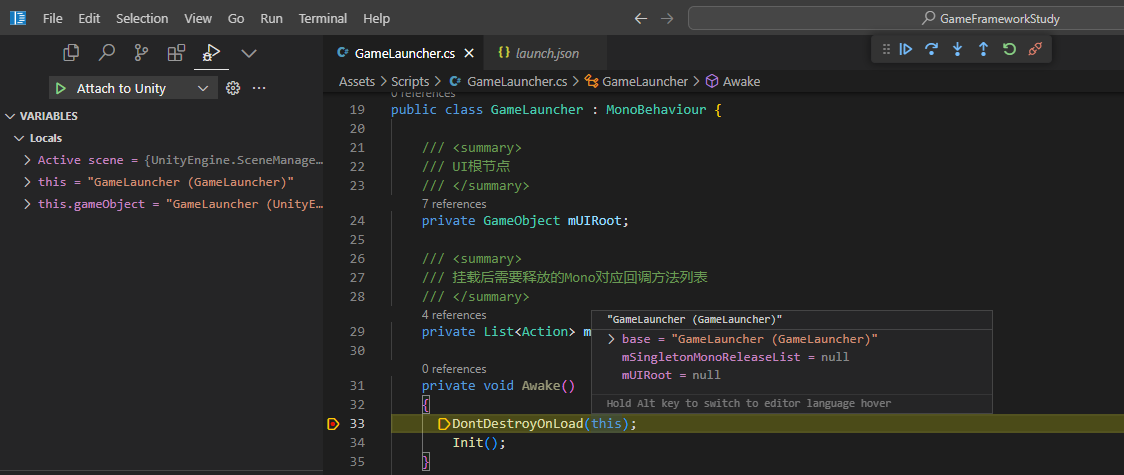 File Edit Selection View Go Run Terminal Help
GameFrameworkStudy
GameLauncher.cs launch.json
Attach to Unity
Assets > Scripts > GameLauncher.cs > GameLauncher > Awake
VARIABLES
Locals
Active scene = {UnityEngine.SceneManage…
this = "GameLauncher (GameLauncher)"
this.gameObject = "GameLauncher (UnityE…
0 references
19 public class GameLauncher : MonoBehaviour {
20
21 /// <summary>
22 /// UI根节点
23 /// </summary>
7 references
24 private GameObject mUIRoot;
25
26 /// <summary>
27 /// 挂载后需要释放的Mono对应回调方法列表
28 /// </summary>
4 references
29 private List<Action> m
30
"GameLauncher (GameLauncher)"
base = "GameLauncher (GameLauncher)"
mSingletonMonoReleaseList = null
mUIRoot = null
Hold Alt key to switch to editor language hover
0 references
31 private void Awake()
32 {
33 DontDestroyOnLoad(this);
34 Init();
35 }